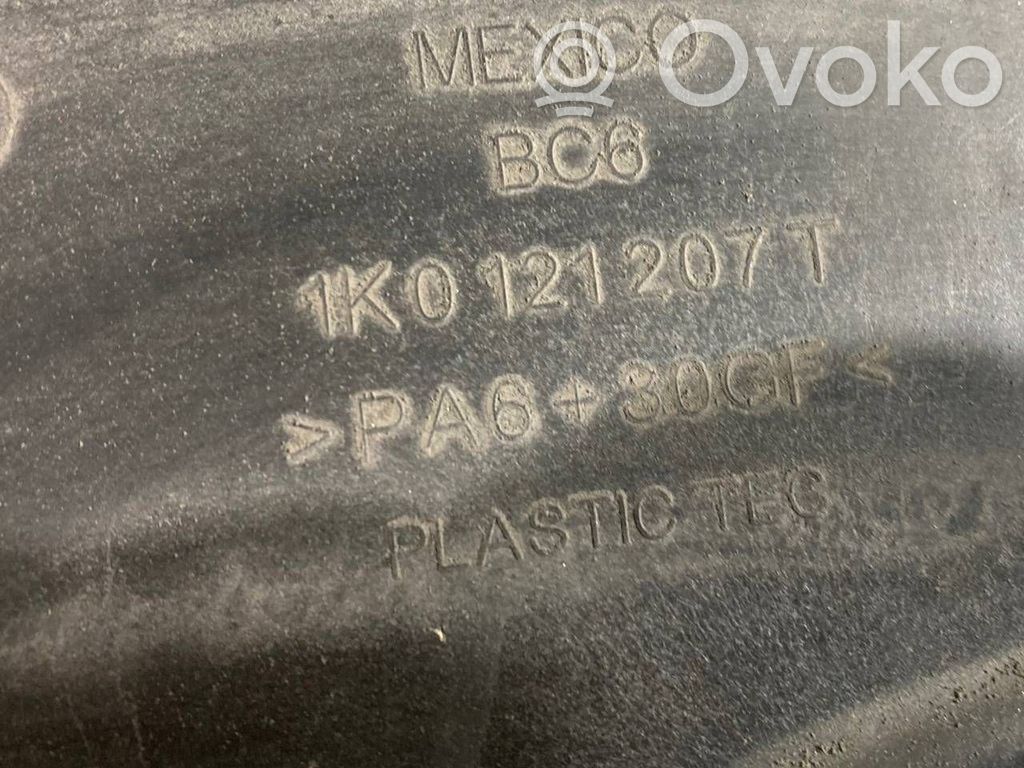 MEXICO
Ovoko
BC6
1K0 121 207 T
>PA6+30GF<
PLASTIC TEC